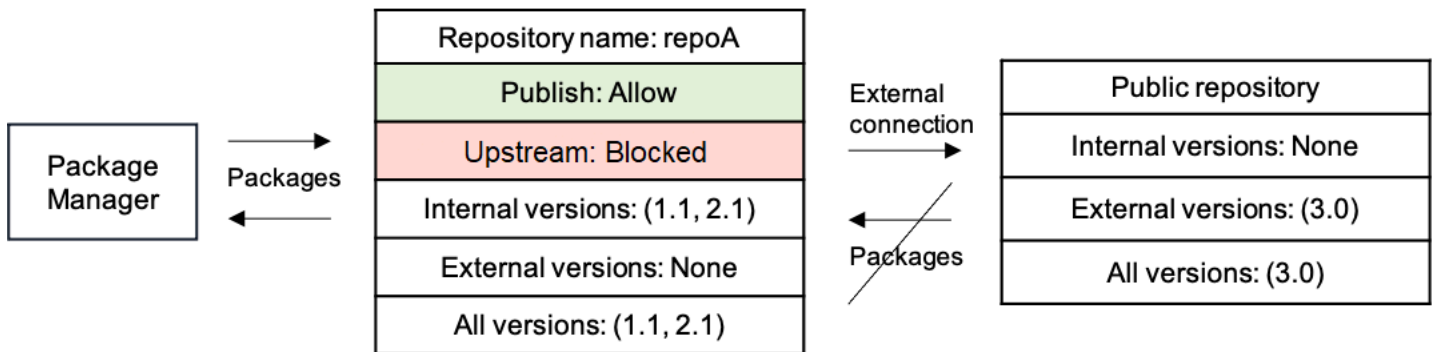 Package
Manager
Packages
Repository name: repoA
Publish: Allow
Upstream: Blocked
Internal versions: (1.1, 2.1)
External versions: None
All versions: (1.1, 2.1)
External
connection
Packages
Public repository
Internal versions: None
External versions: (3.0)
All versions: (3.0)